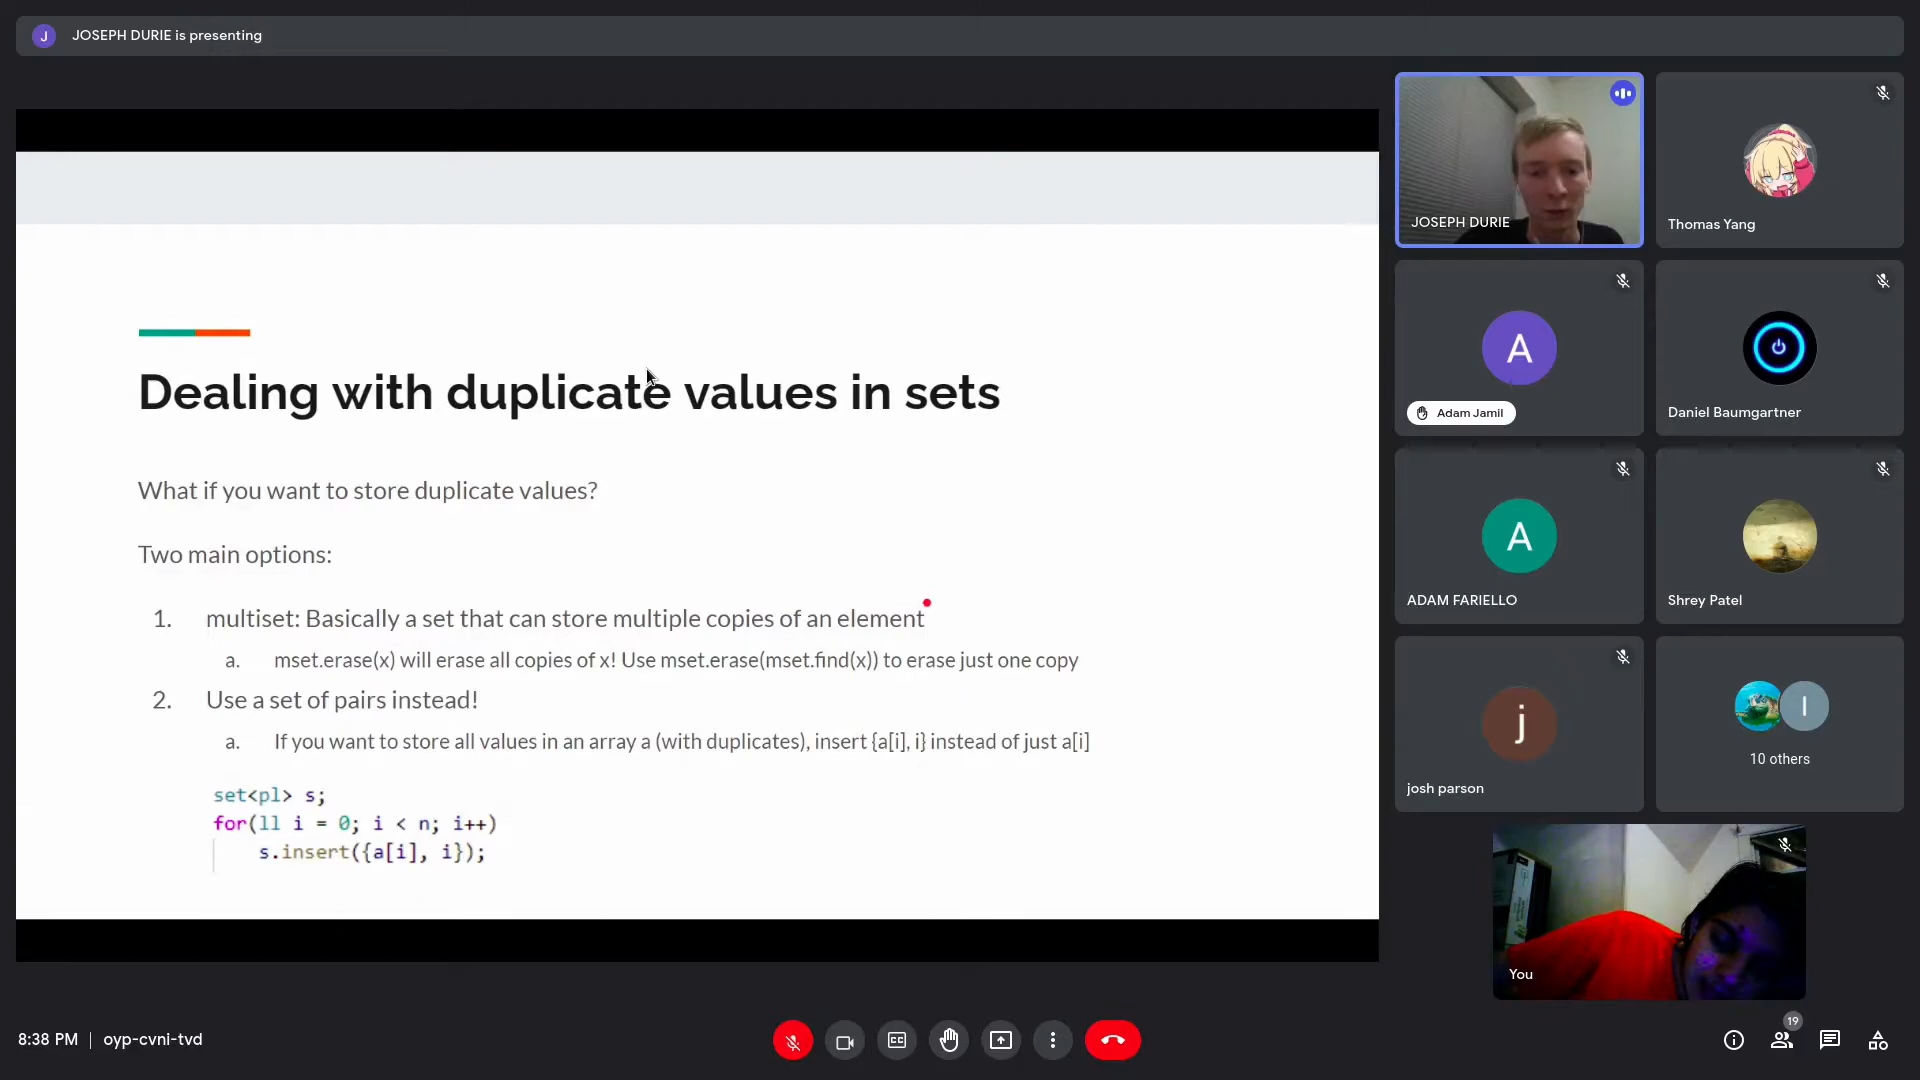 J
JOSEPH DURIE is presenting
Dealing with duplicate values in sets
What if you want to store duplicate values?
Two main options:
1. multiset: Basically a set that can store multiple copies of an element
a. mset.erase(x) will erase all copies of x! Use mset.erase(mset.find(x)) to erase just one copy
2. Use a set of pairs instead!
a. If you want to store all values in an array a (with duplicates), insert {a[i], i} instead of just a[i]
set<pl> s;
for(ll i = 0; i < n; i++)
s.insert({a[i], i});
JOSEPH DURIE
Thomas Yang
A
Adam Jamil
Daniel Baumgartner
A
ADAM FARIELLO
Shrey Patel
j
josh parson
I
10 others
You
8:38 PM | oyp-cvni-tvd
CC
19